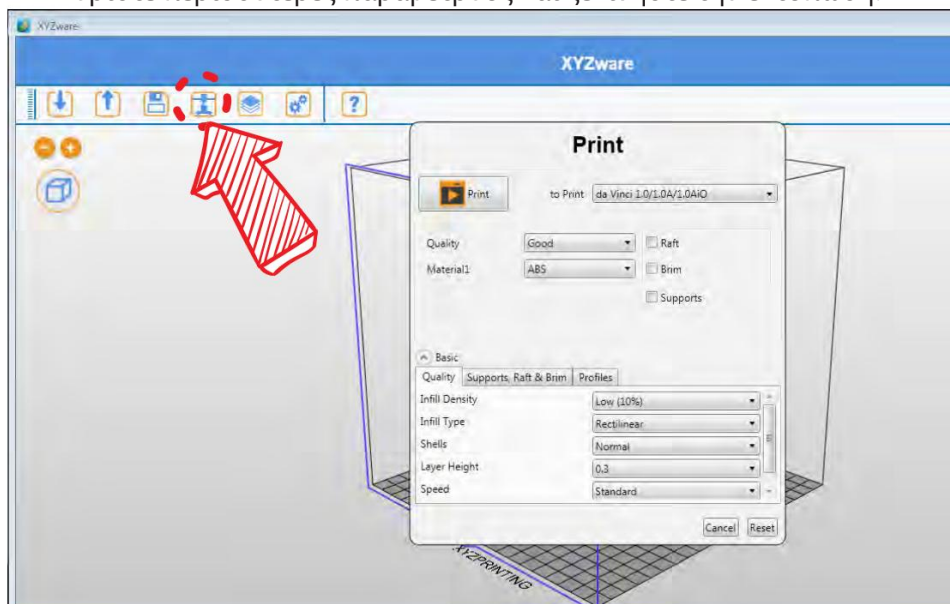 XYZware
XYZware
?
Print
Print
to Print
da Vinci 1.0/1.0A/1.0AiO
Quality
Good
Raft
Material1
ABS
Brim
Supports
Basic
Quality
Supports, Raft & Brim
Profiles
Infill Density
Low (10%)
Infill Type
Rectilinear
Shells
Normal
Layer Height
0.3
Speed
Standard
Cancel
Reset
XYZPRINTING